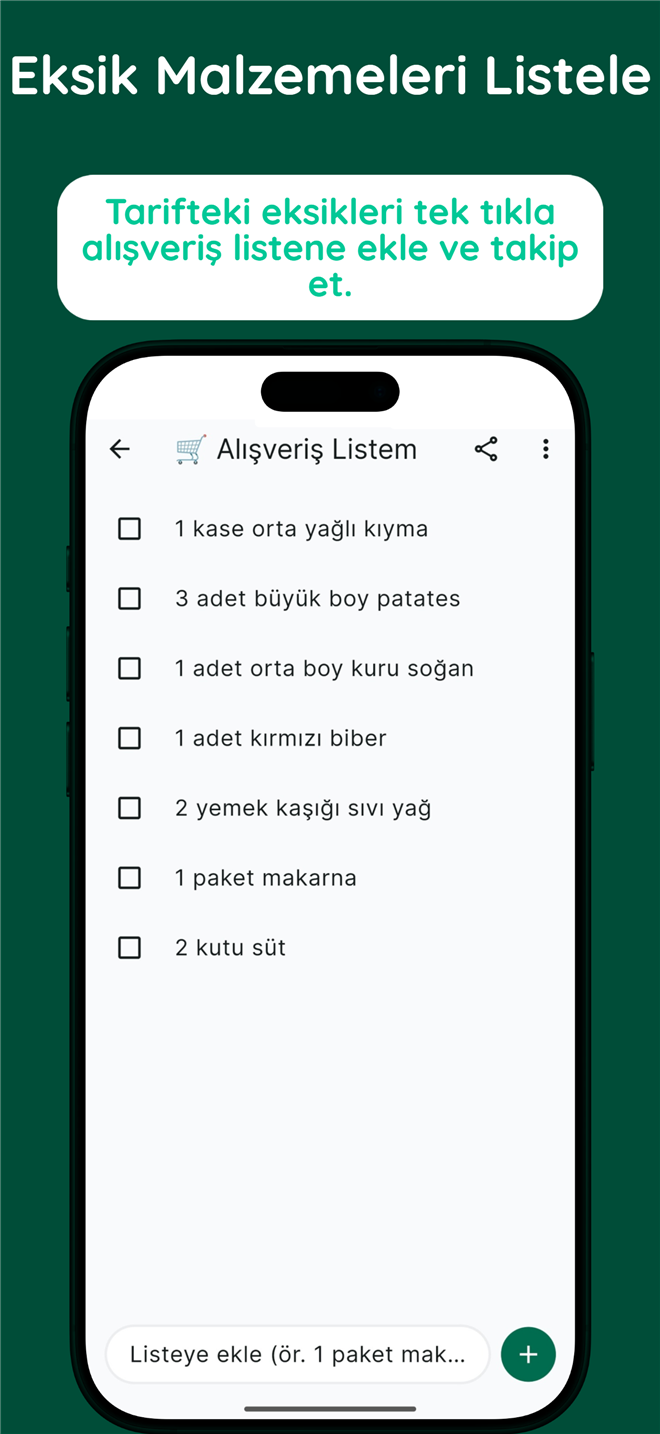 Eksik Malzemeleri Listele
Tarifteki eksikleri tek tıkla
alışveriş listene ekle ve takip
et.
Alışveriş Listem
1 kase orta yağlı kıyma
3 adet büyük boy patates
1 adet orta boy kuru soğan
1 adet kırmızı biber
2 yemek kaşığı sıvı yağ
1 paket makarna
2 kutu süt
Listeye ekle (ör. 1 paket mak...